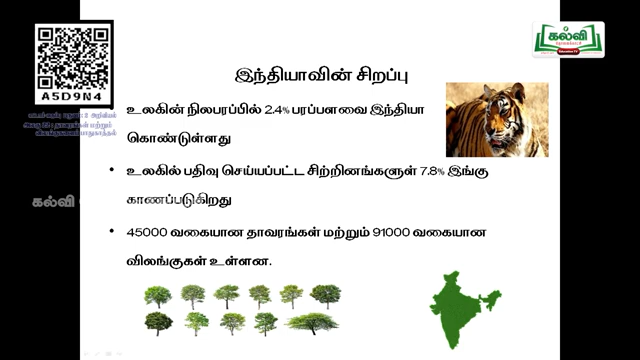 கல்வி
A5D9N4
இந்தியாவின் சிறப்பு
உலகின் நிலபரப்பில் 2.4% பரப்பளவை இந்தியா
கொண்டுள்ளது
• உலகில் பதிவு செய்யப்பட்ட சிற்றினங்களுள் 7.8% இங்கு
காணப்படுகிறது
கல்வி
• 45000 வகையான தாவரங்கள் மற்றும் 91000 வகையான
விலங்குகள் உள்ளன.